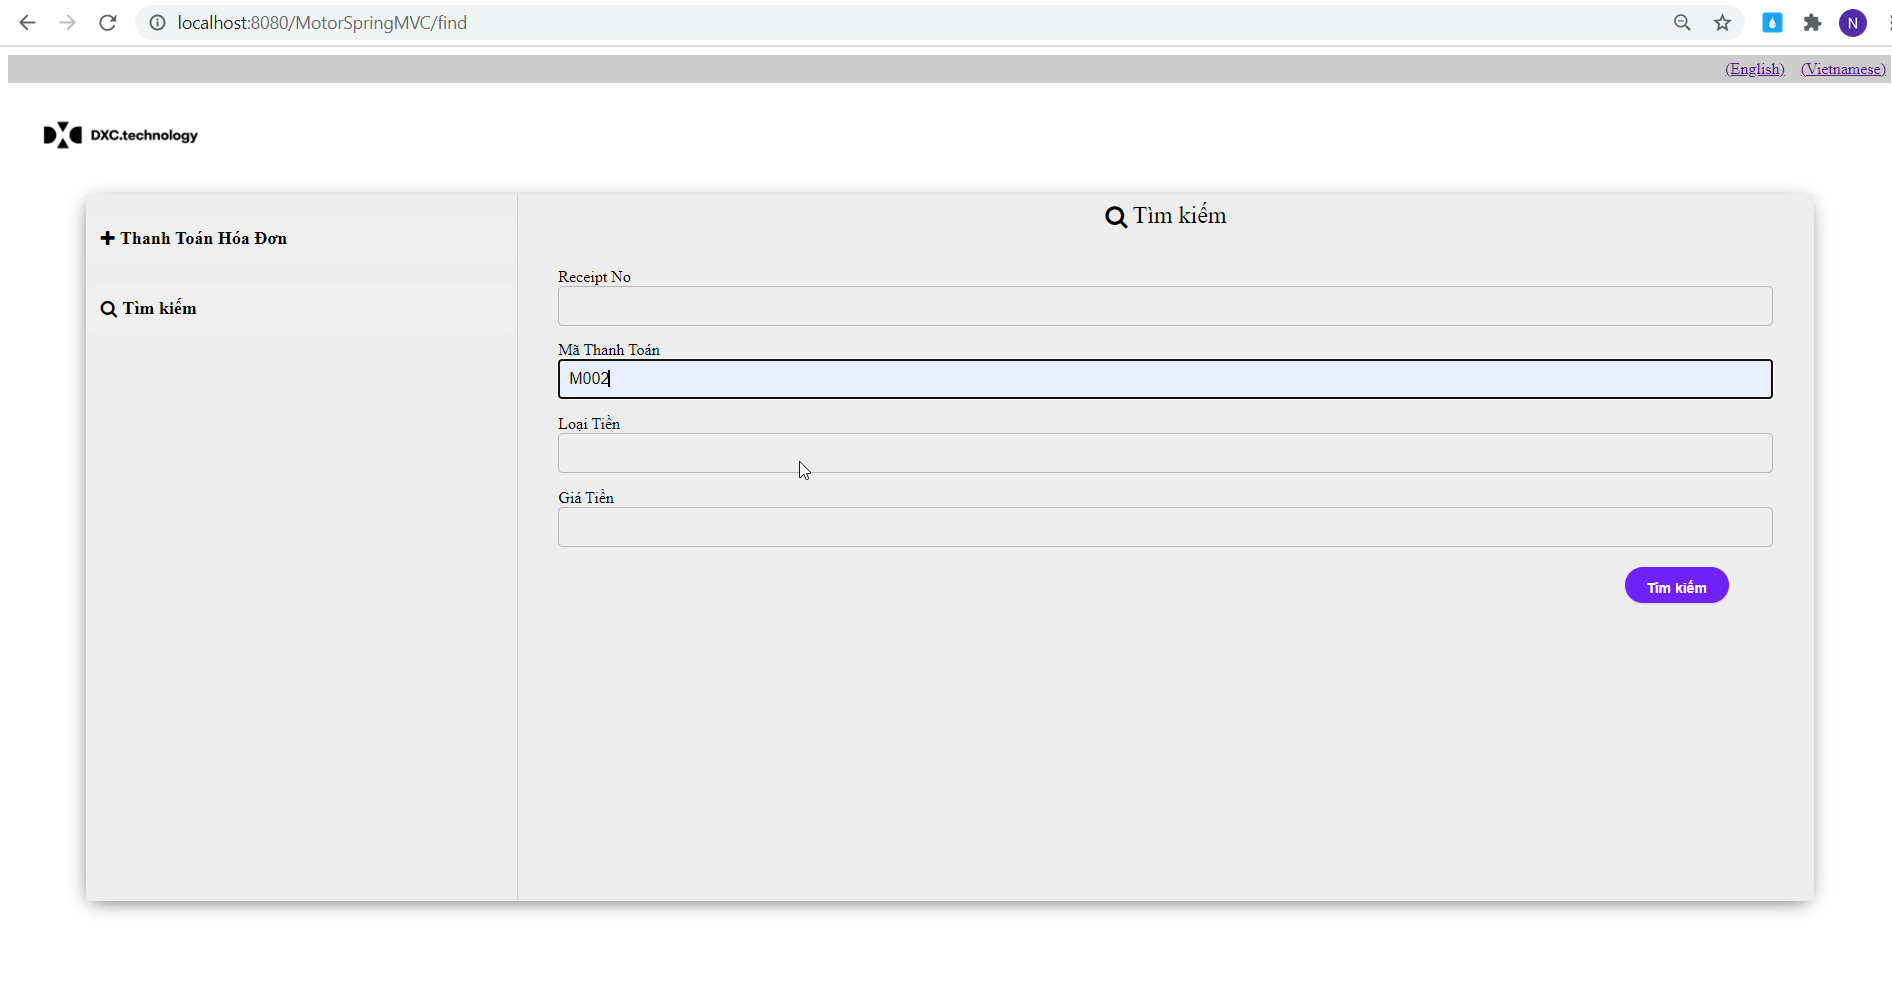 localhost:8080/MotorSpringMVC/find
N
(English) (Vietnamese)
DXC.technology
Thanh Toán Hóa Đơn
Tìm kiếm
Tìm kiếm
Receipt No
Mã Thanh Toán
M002
Loại Tiền
Giá Tiền
Tìm kiếm